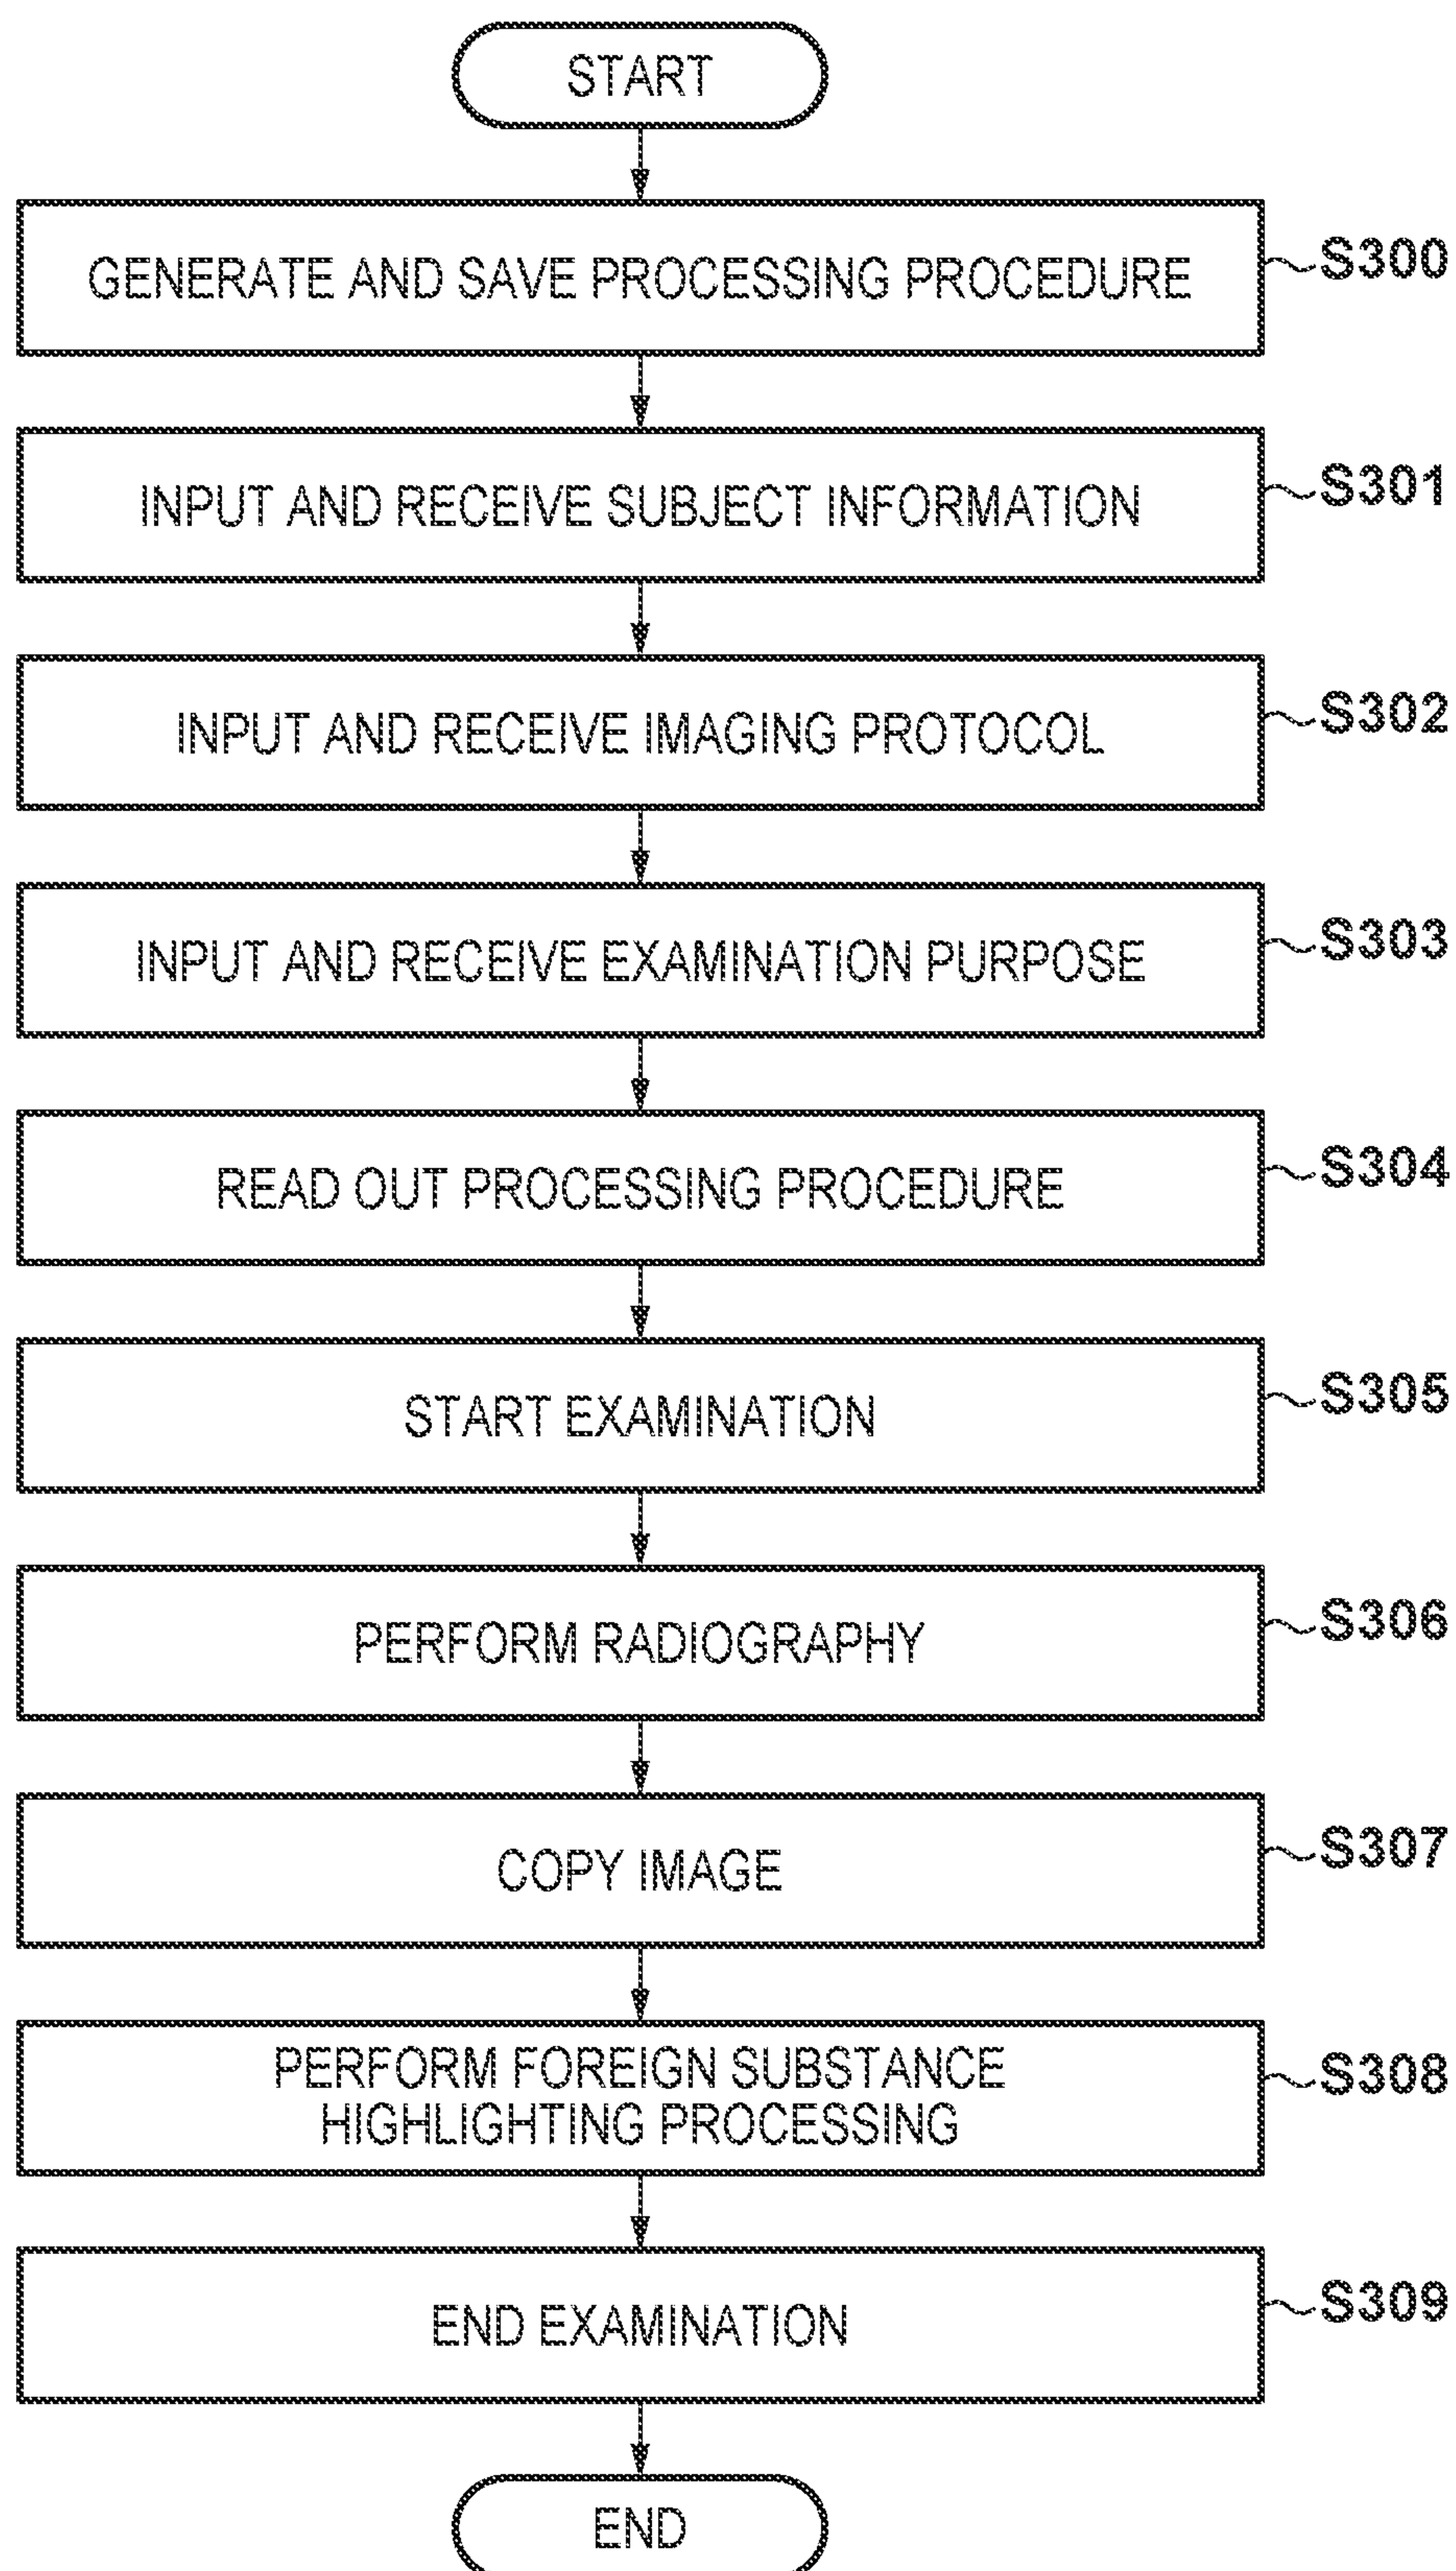 START
GENERATE AND SAVE PROCESSING PROCEDURE
S300
INPUT AND RECEIVE SUBJECT INFORMATION
S301
INPUT AND RECEIVE IMAGING PROTOCOL
S302
INPUT AND RECEIVE EXAMINATION PURPOSE
S303
READ OUT PROCESSING PROCEDURE
S304
START EXAMINATION
S305
PERFORM RADIOGRAPHY
S306
COPY IMAGE
S307
PERFORM FOREIGN SUBSTANCE
HIGHLIGHTING PROCESSING
S308
END EXAMINATION
S309
END